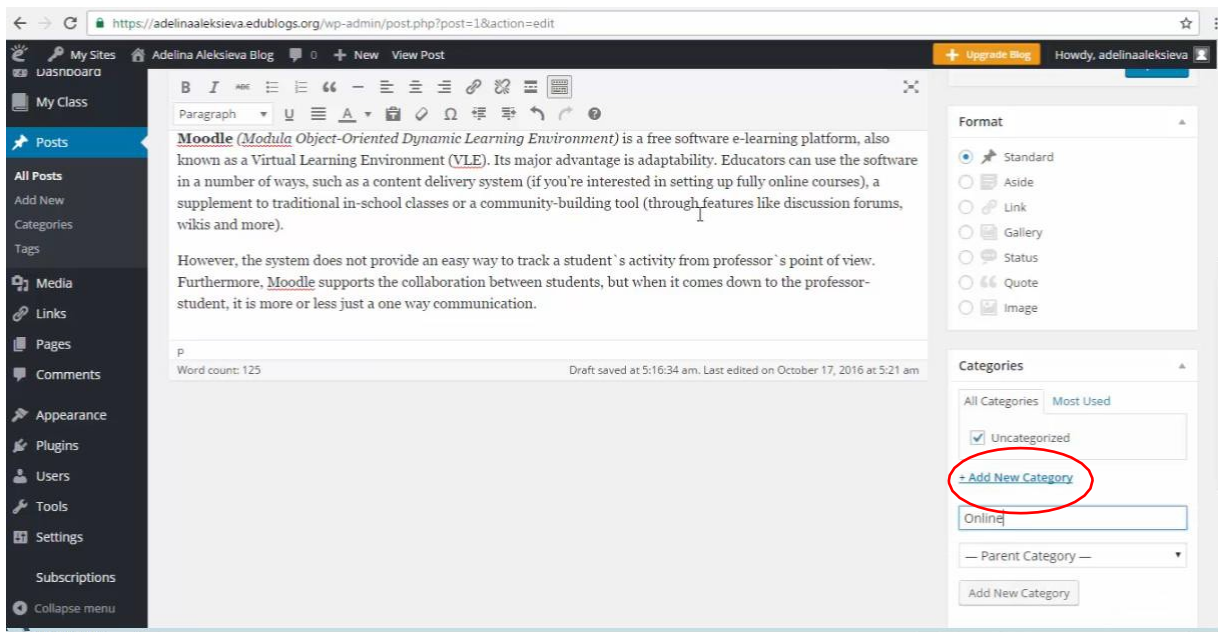 https://adelinaaleksieva.edublogs.org/wp-admin/post.php?post=1&action=edit
My Sites Adelina Aleksieva Blog 0 + New View Post + Upgrade Blog Howdy, adelinaaleksieva
Dashboard
My Class
Posts
All Posts
Add New
Categories
Tags
Media
Links
Pages
Comments
Appearance
Plugins
Users
Tools
Settings
Subscriptions
Collapse menu
B I ABC
Paragraph U A Ω
Moodle (Modula Object-Oriented Dynamic Learning Environment) is a free software e-learning platform, also
known as a Virtual Learning Environment (VLE). Its major advantage is adaptability. Educators can use the software
in a number of ways, such as a content delivery system (if you're interested in setting up fully online courses), a
supplement to traditional in-school classes or a community-building tool (through features like discussion forums,
wikis and more).
However, the system does not provide an easy way to track a student`s activity from professor`s point of view.
Furthermore, Moodle supports the collaboration between students, but when it comes down to the professor-
student, it is more or less just a one way communication.
P
Word count: 125 Draft saved at 5:16:34 am. Last edited on October 17, 2016 at 5:21 am
Format
Standard
Aside
Link
Gallery
Status
Quote
Image
Categories
All Categories Most Used
Uncategorized
+ Add New Category
Online
— Parent Category —
Add New Category